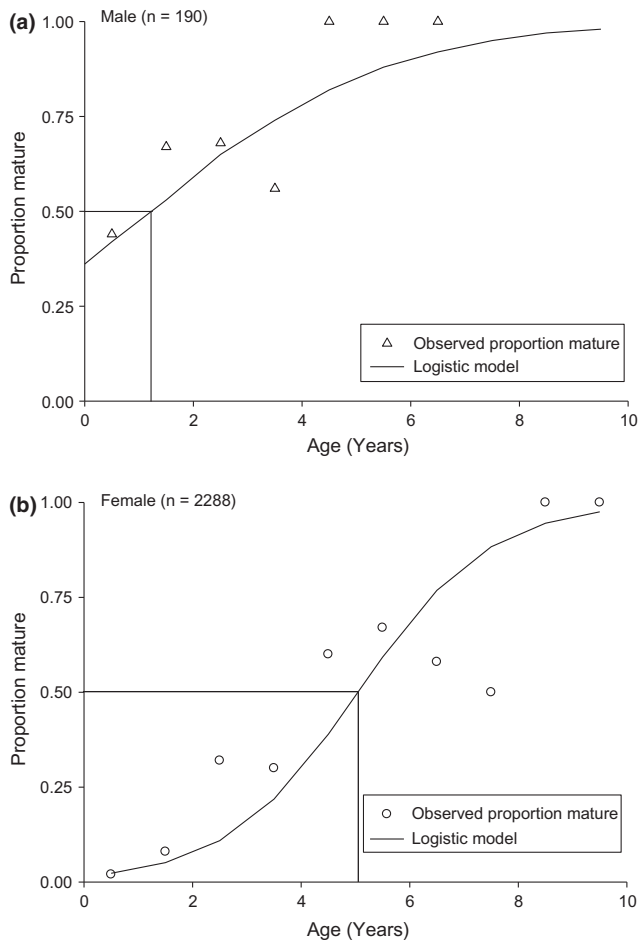 (a)
Male (n = 190)
1.00
0.75
0.50
0.25
0.00
Proportion mature
Observed proportion mature
Logistic model
0 2 4 6 8 10
Age (Years)
(b)
Female (n = 2288)
1.00
0.75
0.50
0.25
0.00
Proportion mature
Observed proportion mature
Logistic model
0 2 4 6 8 10
Age (Years)